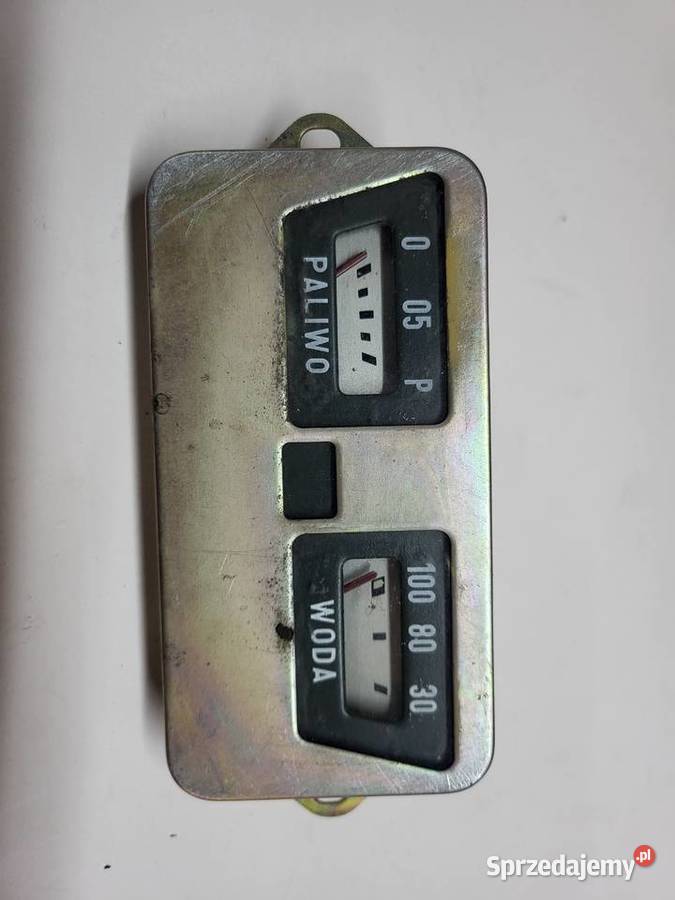 0 05 P
PALIWO
100 80 30
WODA
Sprzedajemy.pl